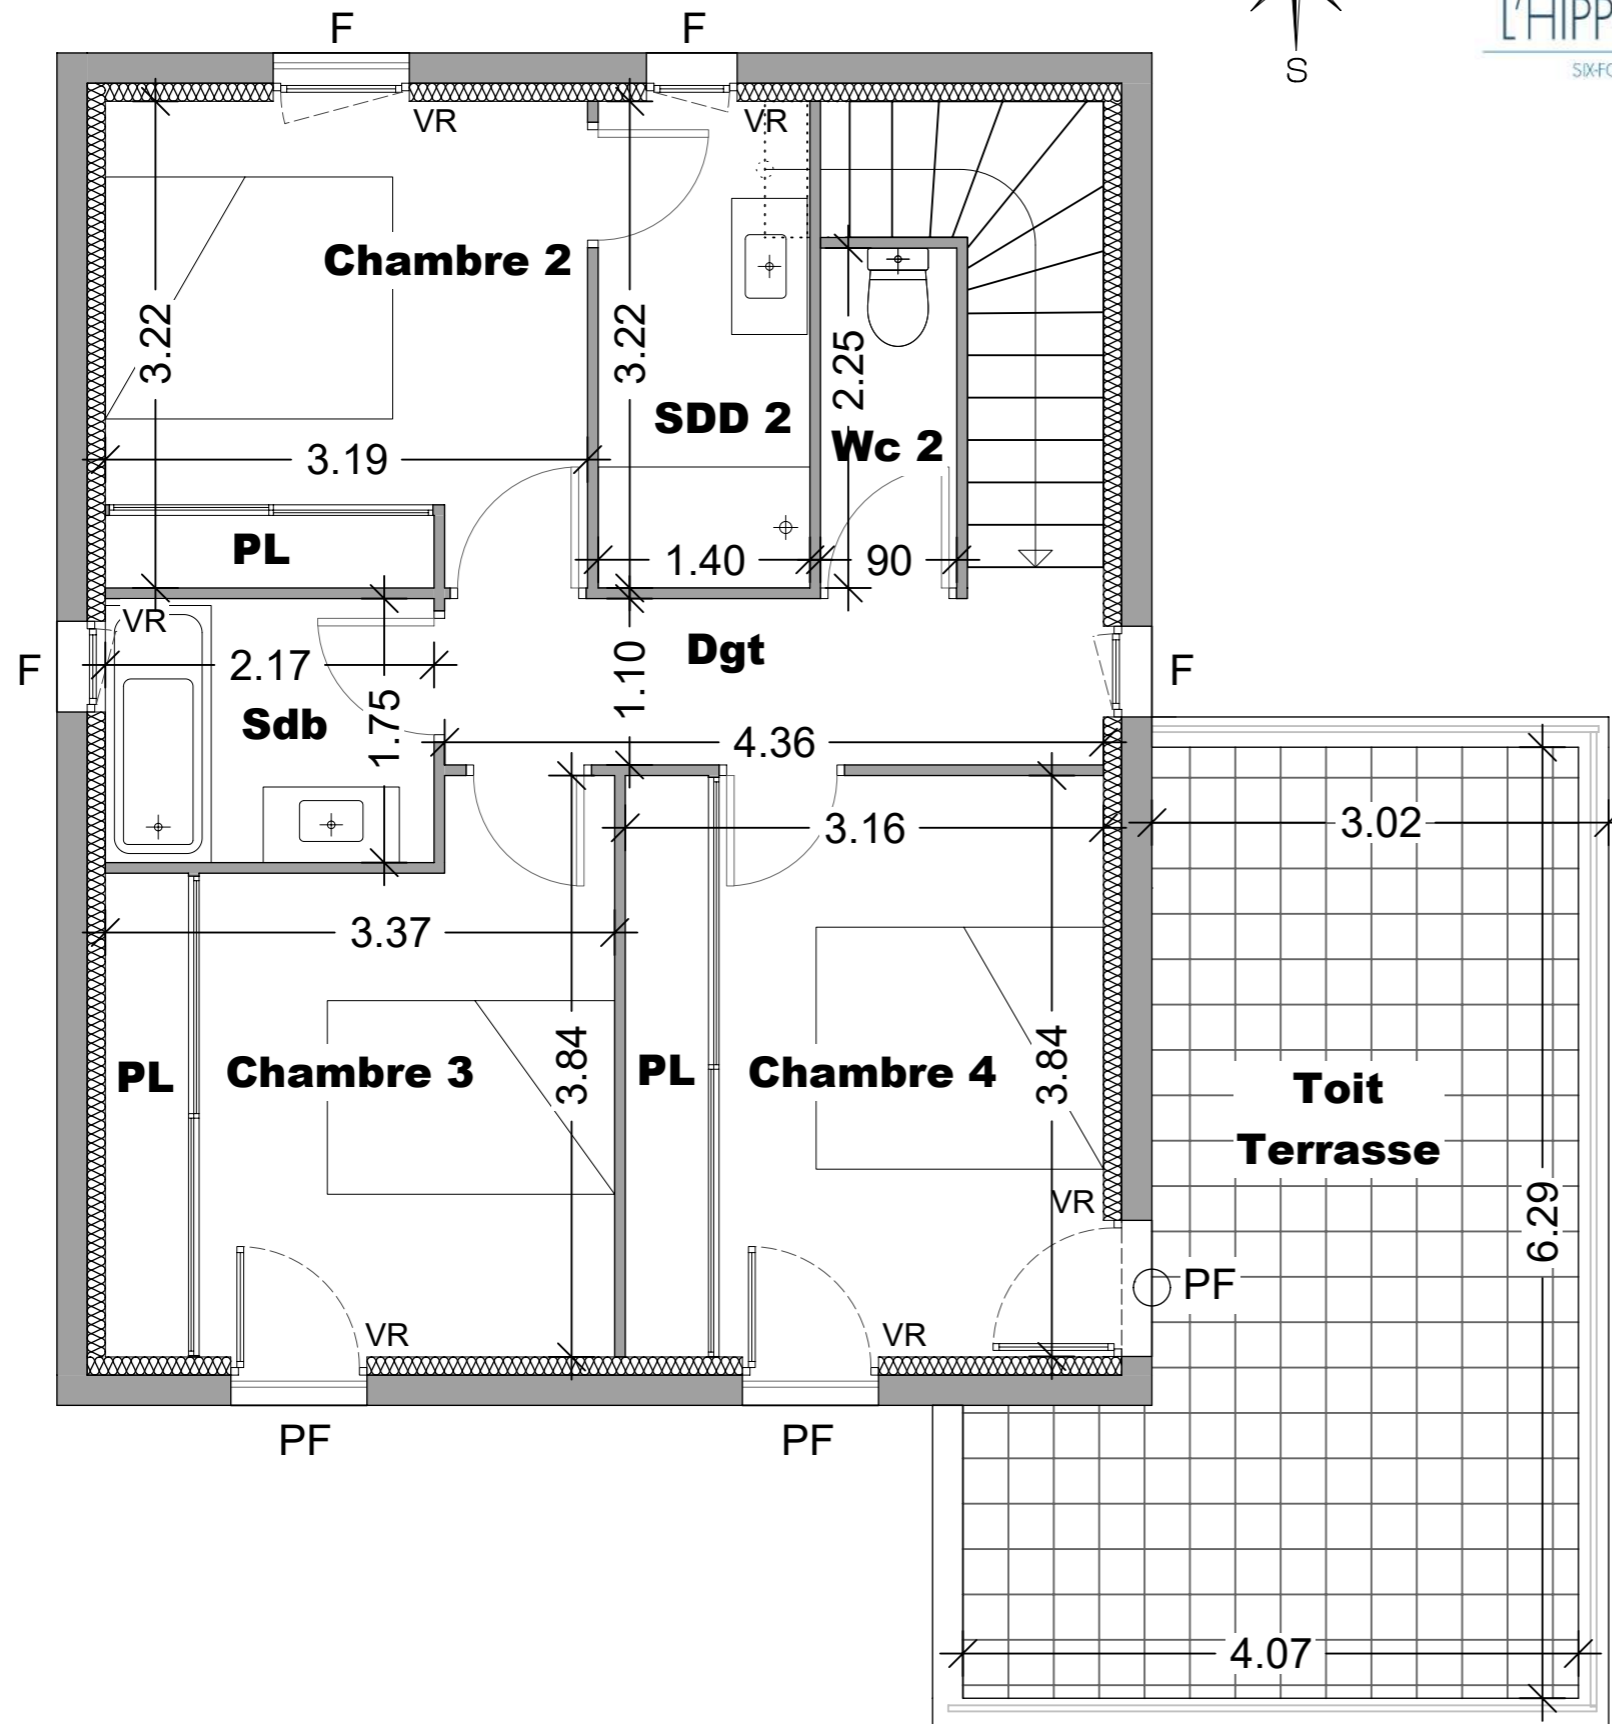 F
F
S
L'HIPP
VR
VR
Chambre 2
3.22
3.22
2.25
SDD 2
Wc 2
3.19
PL
1.40
90
VR
F
2.17
1.10
Dgt
F
Sdb
1.75
4.36
3.16
3.02
3.37
PL
Chambre 3
3.84
PL
Chambre 4
3.84
Toit
Terrasse
VR
6.29
PF
VR
VR
PF
PF
4.07